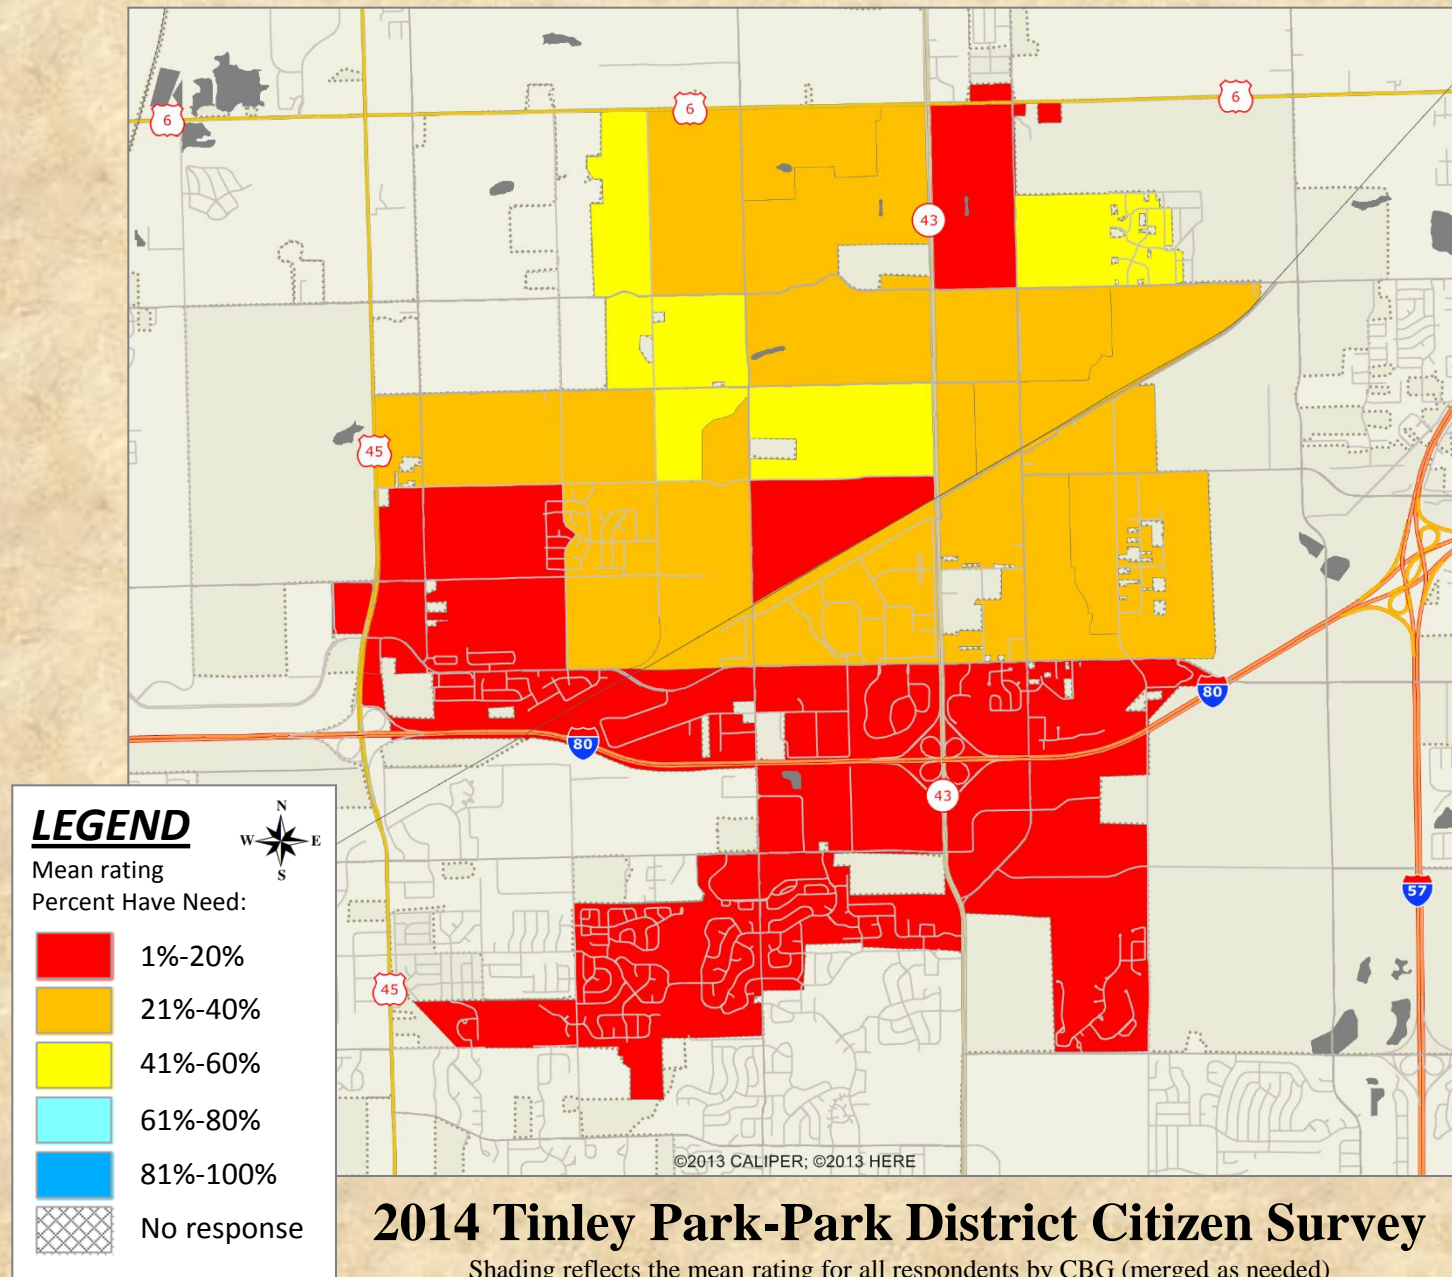 6
6
6
43
45
80
80
43
57
45
LEGEND
N
W E
S
Mean rating
Percent Have Need:
1%-20%
21%-40%
41%-60%
61%-80%
81%-100%
No response
©2013 CALIPER; ©2013 HERE
2014 Tinley Park-Park District Citizen Survey
Shading reflects the mean rating for all respondents by CBG (merged as needed)